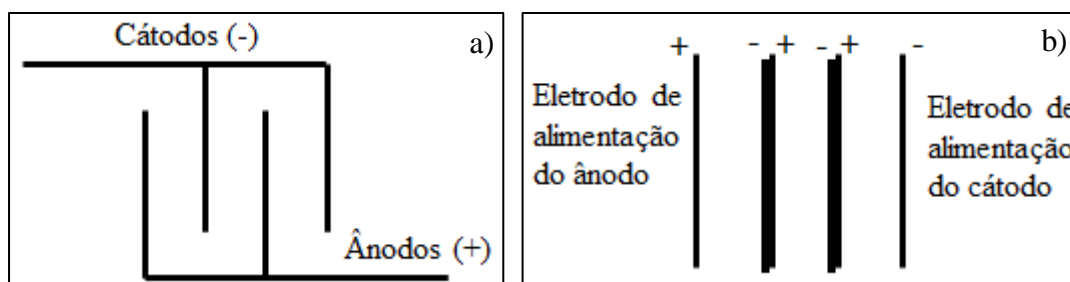 Cátodos (-)
a)
Ânodos (+)
b)
+ - + - + -
Eletrodo de
alimentação
do ânodo
Eletrodo de
alimentação
do cátodo